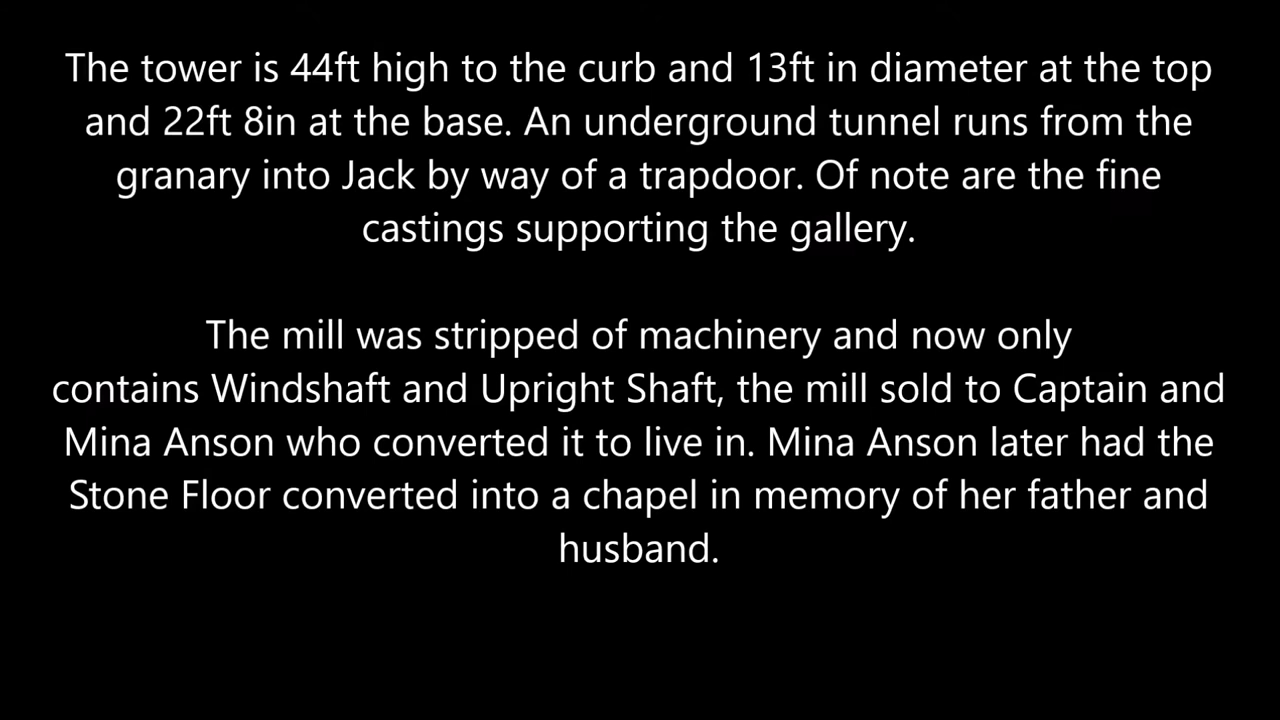 The tower is 44ft high to the curb and 13ft in diameter at the top
and 22ft 8in at the base. An underground tunnel runs from the
granary into Jack by way of a trapdoor. Of note are the fine
castings supporting the gallery.
The mill was stripped of machinery and now only
contains Windshaft and Upright Shaft, the mill sold to Captain and
Mina Anson who converted it to live in. Mina Anson later had the
Stone Floor converted into a chapel in memory of her father and
husband.